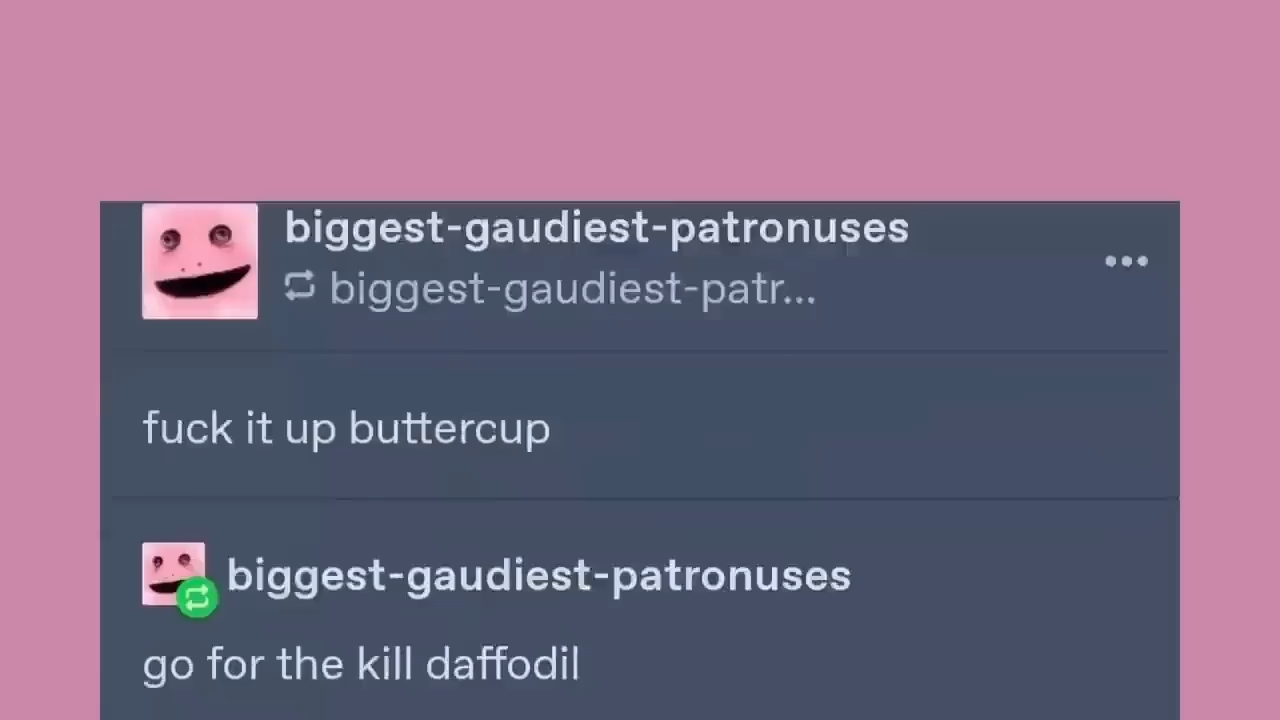 biggest-gaudiest-patronuses
biggest-gaudiest-patr...
fuck it up buttercup
biggest-gaudiest-patronuses
go for the kill daffodil